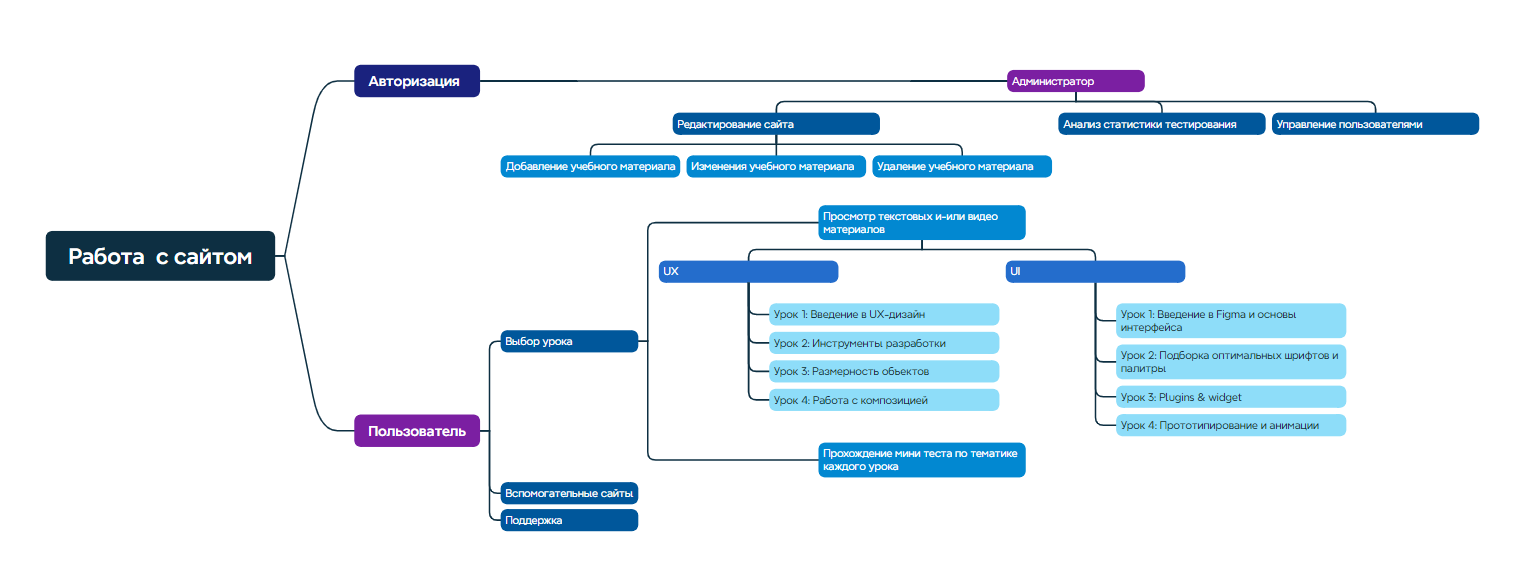 Авторизация
Администратор
Редактирование сайта
Анализ статистики тестирования
Управление пользователями
Добавление учебного материала
Изменения учебного материала
Удаление учебного материала
Работа с сайтом
Просмотр текстовых и-или видео
материалов
UX
UI
Урок 1: Введение в UX-дизайн
Урок 2: Инструменты разработки
Урок 3: Размерность объектов
Урок 4: Работа с композицией
Урок 1: Введение в Figma и основы
интерфейса
Урок 2: Подборка оптимальных шрифтов и
палитры
Урок 3: Plugins & widget
Урок 4: Прототипирование и анимации
Выбор урока
Пользователь
Прохождение мини теста по тематике
каждого урока
Вспомогательные сайты
Поддержка